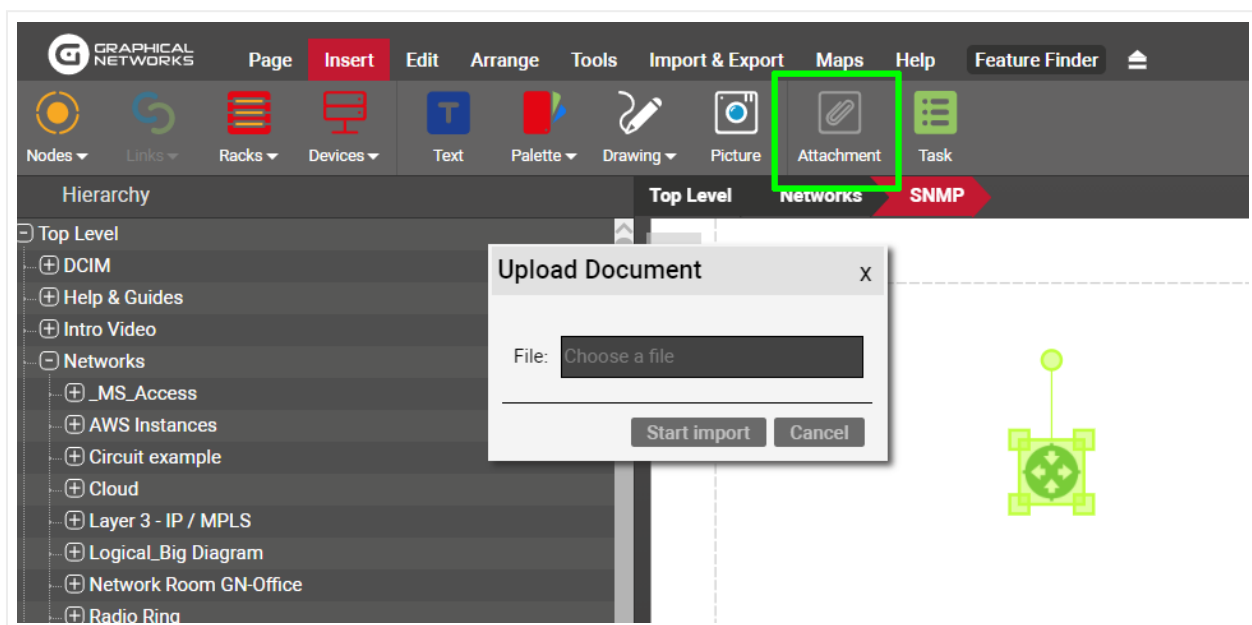 GRAPHICAL
NETWORKS
Page Insert Edit Arrange Tools Import & Export Maps Help Feature Finder
Nodes Links Racks Devices Text Palette Drawing Picture Attachment Task
Hierarchy
Top Level Networks SNMP
Top Level
DCIM
Help & Guides
Intro Video
Networks
_MS_Access
AWS Instances
Circuit example
Cloud
Layer 3 - IP / MPLS
Logical_Big Diagram
Network Room GN-Office
Radio Ring
Upload Document X
File: Choose a file
Start import Cancel